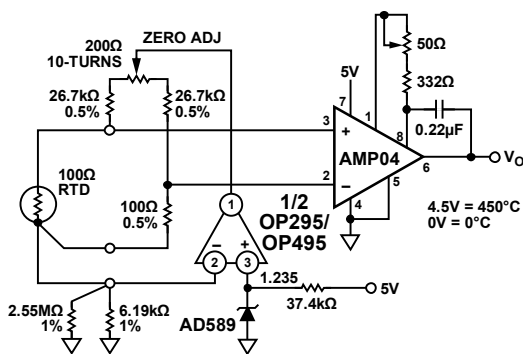 200Ω
10-TURNS
ZERO ADJ
26.7kΩ
0.5%
26.7kΩ
0.5%
5V
50Ω
332Ω
0.22µF
7
1
8
3
+
AMP04
6
VO
2
−
5
4
100Ω
RTD
100Ω
0.5%
1
1/2
OP295/
OP495
4.5V = 450°C
0V = 0°C
−
+
2
3
1.235
37.4kΩ
5V
2.55MΩ
1%
6.19kΩ
1%
AD589